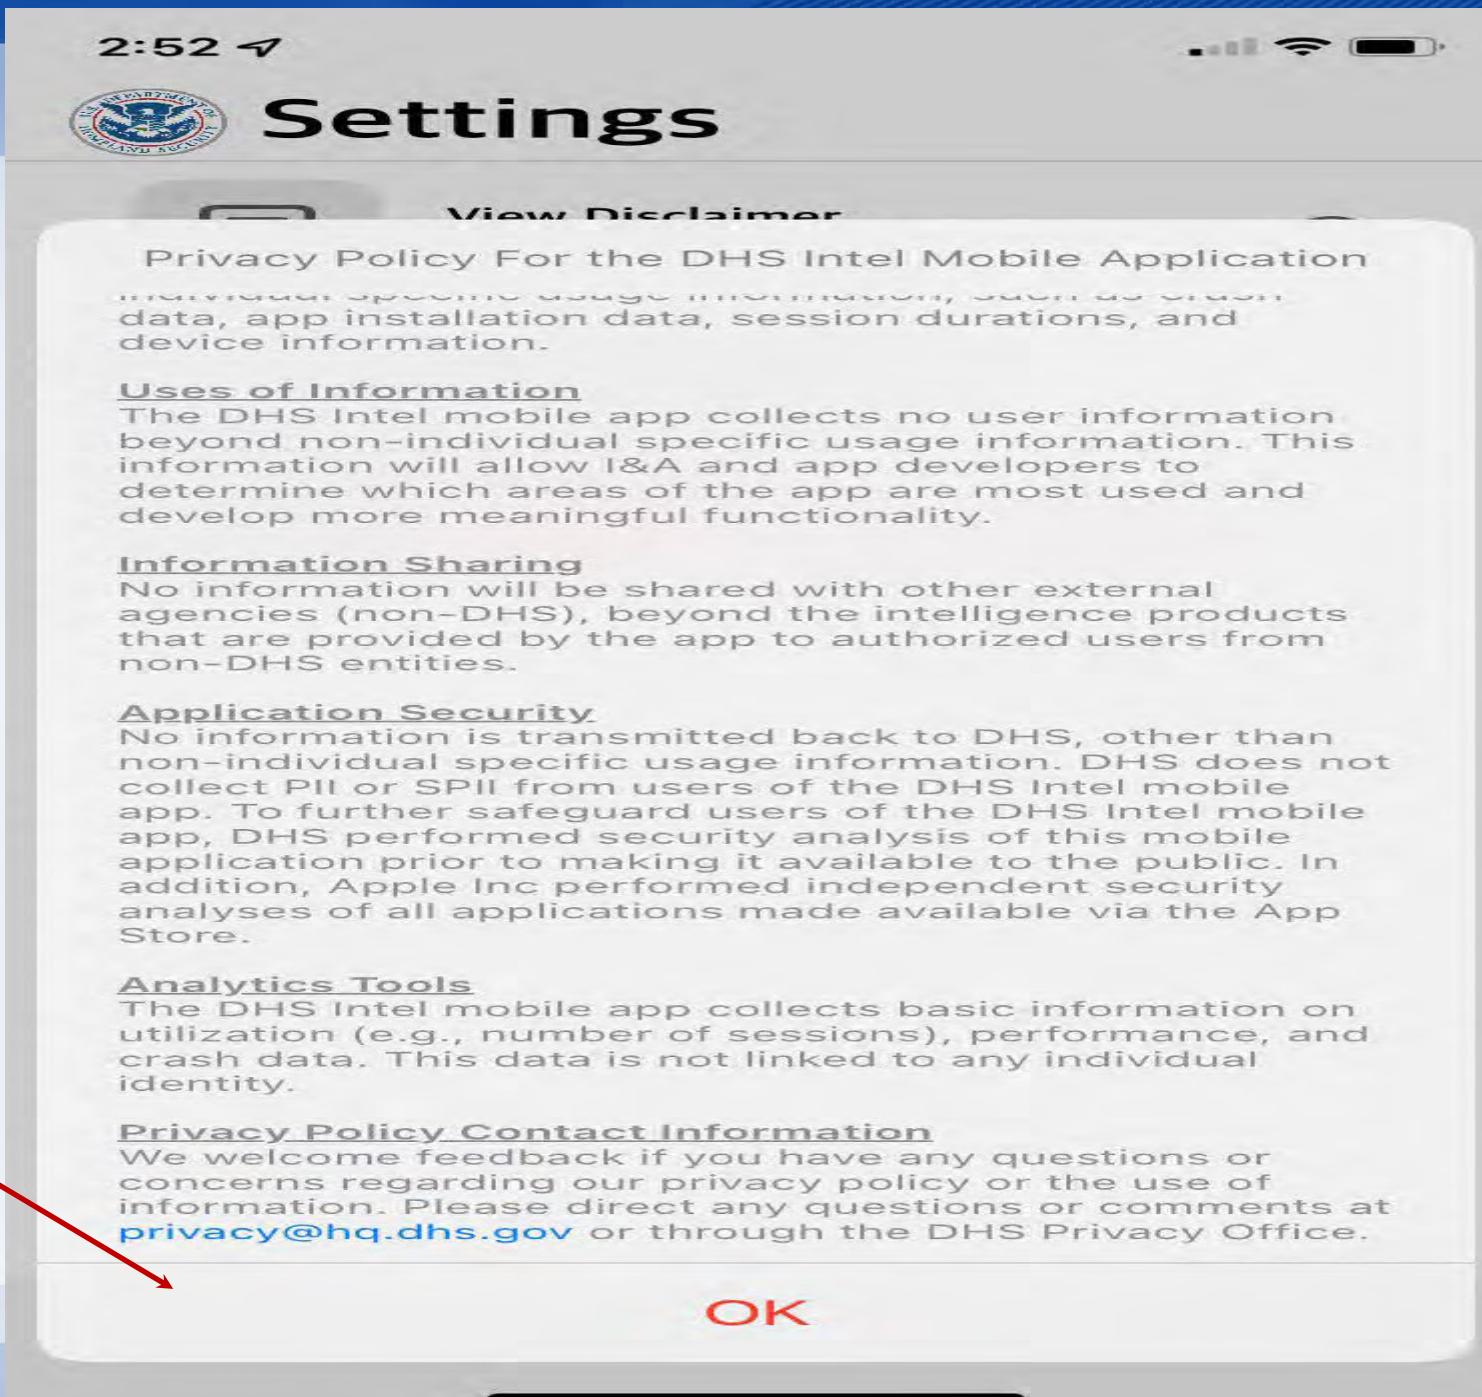 2:52
U.S. DEPARTMENT OF
HOMELAND SECURITY
Settings
View Disclaimer
Privacy Policy For the DHS Intel Mobile Application
individual specific usage information, such as crash
data, app installation data, session durations, and
device information.
Uses of Information
The DHS Intel mobile app collects no user information
beyond non-individual specific usage information. This
information will allow I&A and app developers to
determine which areas of the app are most used and
develop more meaningful functionality.
Information Sharing
No information will be shared with other external
agencies (non-DHS), beyond the intelligence products
that are provided by the app to authorized users from
non-DHS entities.
Application Security
No information is transmitted back to DHS, other than
non-individual specific usage information. DHS does not
collect PII or SPII from users of the DHS Intel mobile
app. To further safeguard users of the DHS Intel mobile
app, DHS performed security analysis of this mobile
application prior to making it available to the public. In
addition, Apple Inc performed independent security
analyses of all applications made available via the App
Store.
Analytics Tools
The DHS Intel mobile app collects basic information on
utilization (e.g., number of sessions), performance, and
crash data. This data is not linked to any individual
identity.
Privacy Policy Contact Information
We welcome feedback if you have any questions or
concerns regarding our privacy policy or the use of
information. Please direct any questions or comments at
privacy@hq.dhs.gov or through the DHS Privacy Office.
OK